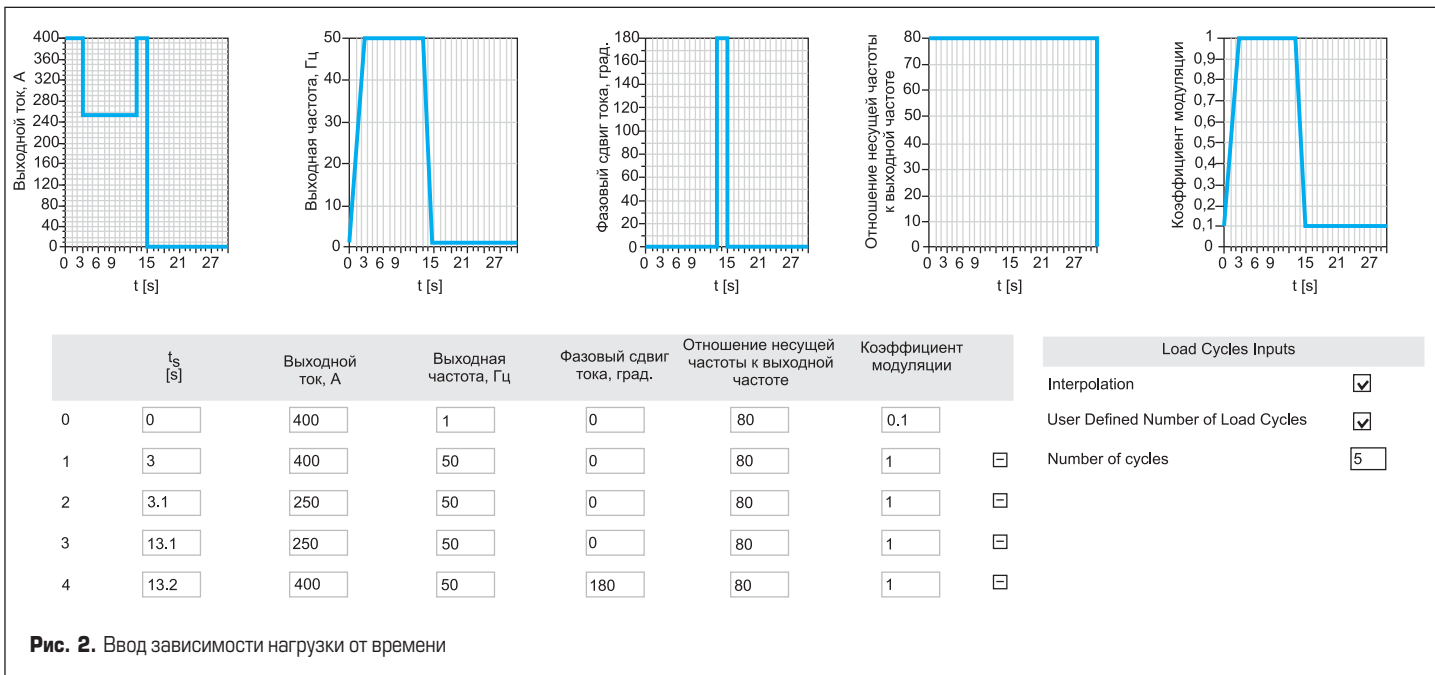 Выходной ток, А
400
360
320
280
240
200
160
120
80
40
0
0 3 6 9 15 21 27
t [s]
Выходная частота, Гц
50
40
30
20
10
0
0 3 6 9 15 21 27
t [s]
Фазовый сдвиг тока, град.
180
160
140
120
100
80
60
40
20
0
0 3 6 9 15 21 27
t [s]
Отношение несущей частоты
к выходной частоте
80
70
60
50
40
30
20
10
0
0 3 6 9 15 21 27
t [s]
Коэффициент модуляции
1
0,9
0,8
0,7
0,6
0,5
0,4
0,3
0,2
0,1
0
0 3 6 9 15 21 27
t [s]
ts
[s]
Выходной
ток, А
Выходная
частота, Гц
Фазовый сдвиг
тока, град.
Отношение несущей
частоты к выходной
частоте
Коэффициент
модуляции
0 0 400 1 0 80 0.1
1 3 400 50 0 80 1
2 3.1 250 50 0 80 1
3 13.1 250 50 0 80 1
4 13.2 400 50 180 80 1
Load Cycles Inputs
Interpolation
User Defined Number of Load Cycles
Number of cycles 5
Рис. 2. Ввод зависимости нагрузки от времени